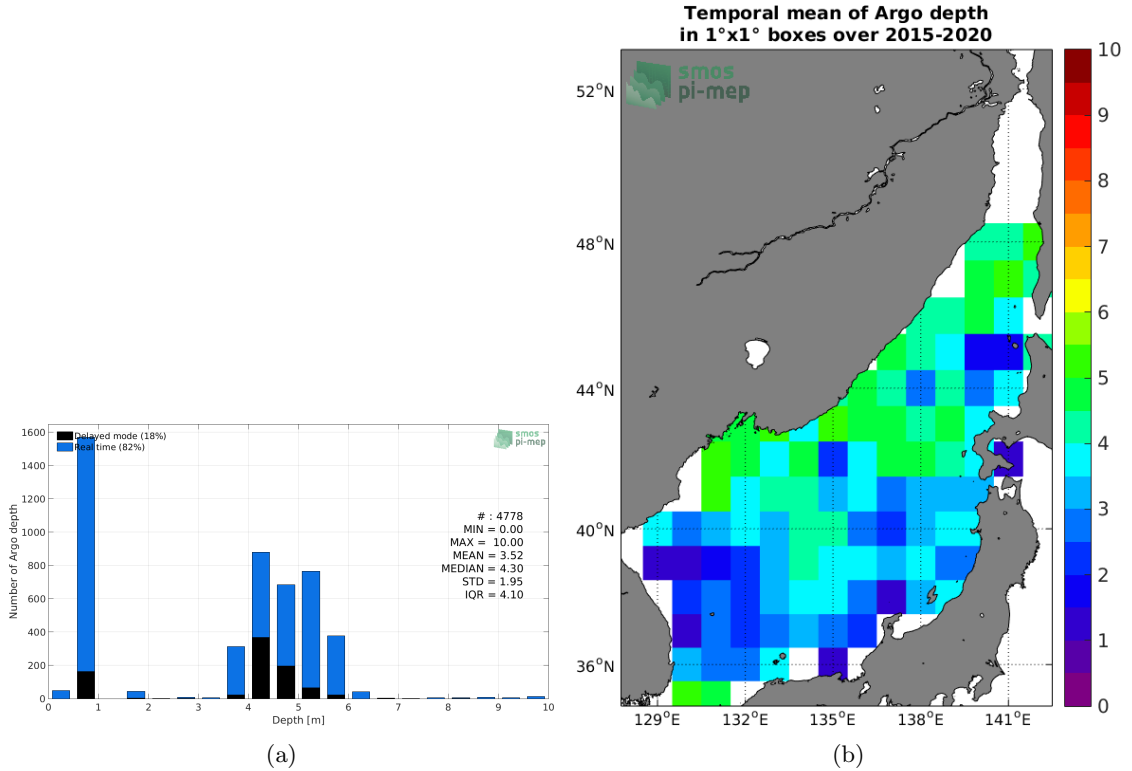 Temporal mean of Argo depth
in 1°x1° boxes over 2015-2020
smos
pi-mep
52°N
48°N
44°N
40°N
36°N
129°E
132°E
135°E
138°E
141°E
10
9
8
7
6
5
4
3
2
1
0
Delayed mode (18%)
Real time (82%)
smos
pi-mep
# : 4778
MIN = 0.00
MAX = 10.00
MEAN = 3.52
MEDIAN = 4.30
STD = 1.95
IQR = 4.10
Number of Argo depth
1600
1400
1200
1000
800
600
400
200
0
0 1 2 3 4 5 6 7 8 9 10
Depth [m]
(a)
(b)